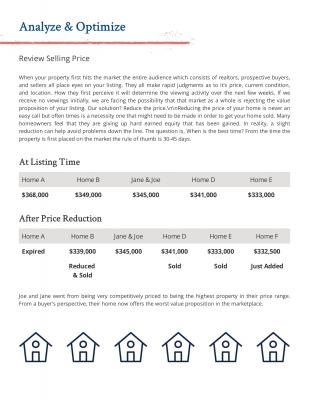 Analyze & Optimize
Review Selling Price
When your property first hits the market the entire audience which consists of realtors, prospective buyers,
and sellers all place eyes on your listing. They all make rapid judgments as to it's price, current condition,
and location. How they first perceive it will determine the viewing activity over the next few weeks. If we
receive no viewings initially, we are facing the possibility that that market as a whole is rejecting the value
proposition of your listing. Our solution? Reduce the price.\r\n\Reducing the price of your home is never an
easy call but often times is a necessity one that might need to be made in order to get your home sold. Many
homeowners feel that they are giving up hard earned equity that has been gained. In reality, a slight
reduction can help avoid problems down the line. The question is, When is the best time? From the time the
property is first placed on the market the rule of thumb is 30-45 days.
At Listing Time
Home A Home B Jane & Joe Home D Home E
$368,000 $349,000 $345,000 $341,000 $333,000
After Price Reduction
Home A Home B Jane & Joe Home D Home E Home F
Expired $339,000 $345,000 $341,000 $333,000 $332,500
Reduced Sold Sold Just Added
& Sold
Joe and Jane went from being very competitively priced to being the highest property in their price range.
From a buyer's perspective, their home now offers the worst value proposition in the marketplace.